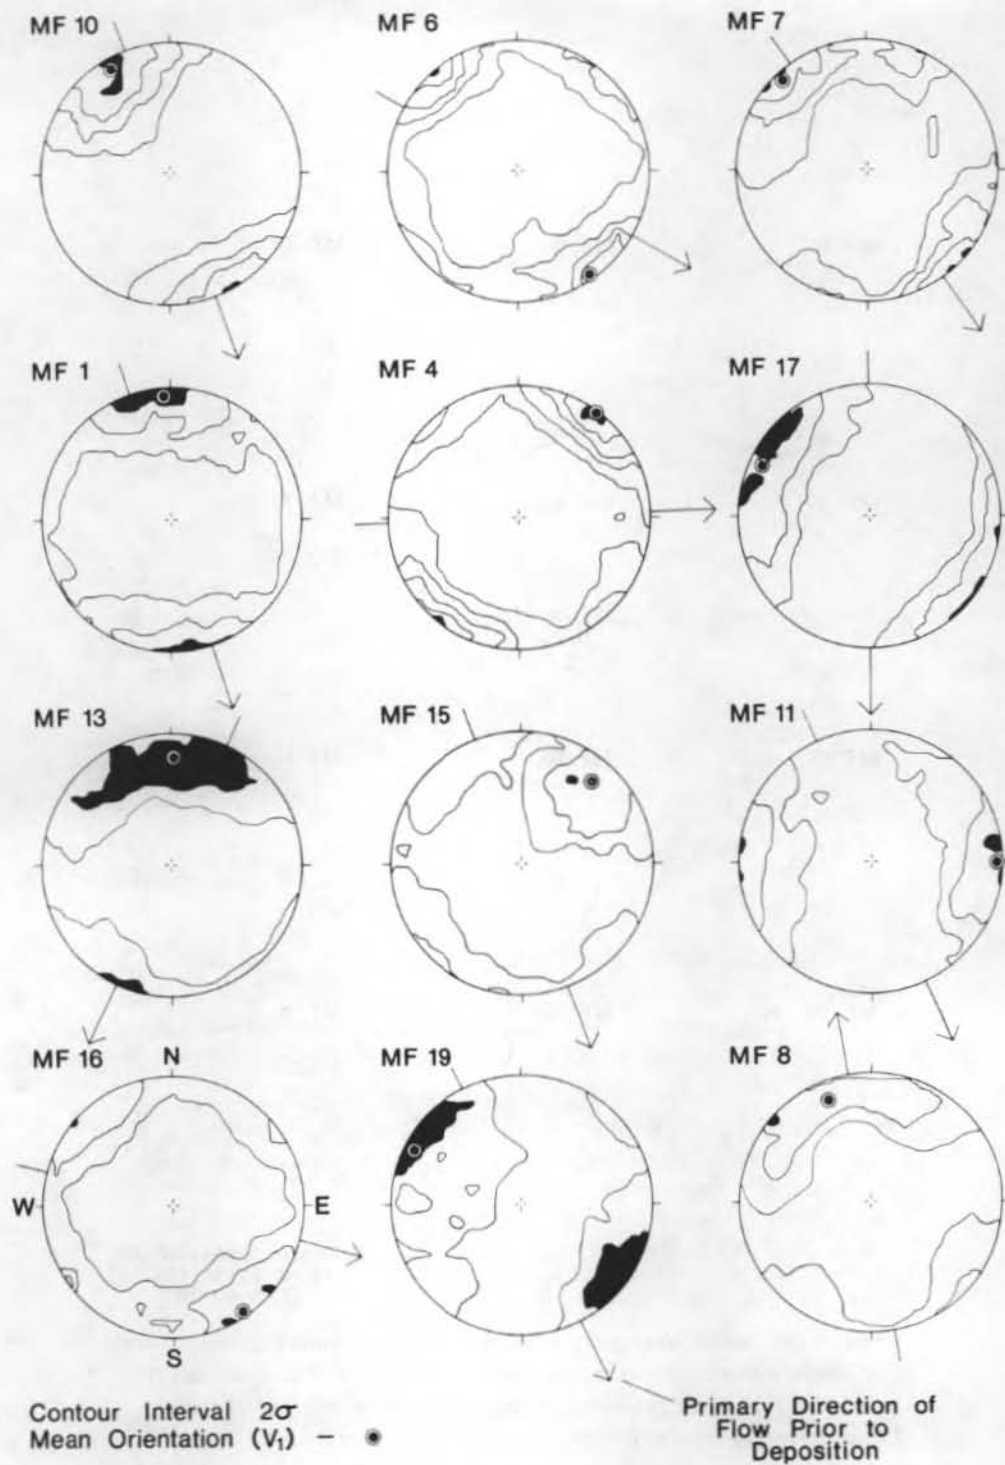 MF 10
MF 6
MF 7
MF 1
MF 4
MF 17
MF 13
MF 15
MF 11
MF 16
N
W
E
S
MF 19
MF 8
Contour Interval 2σ
Mean Orientation (V₁) –
Primary Direction of
Flow Prior to
Deposition